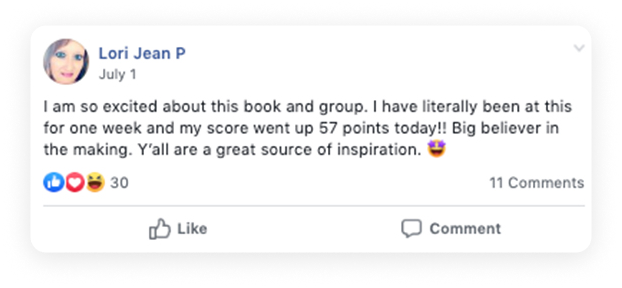 Lori Jean P
July 1
I am so excited about this book and group. I have literally been at this
for one week and my score went up 57 points today!! Big believer in
the making. Y'all are a great source of inspiration. 🤩
30
11 Comments
Like
Comment